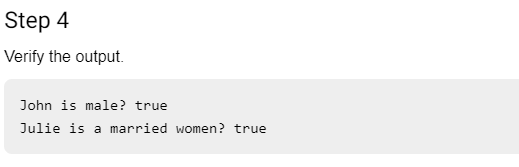 Step 4
Verify the output.
John is male? true
Julie is a married women? true